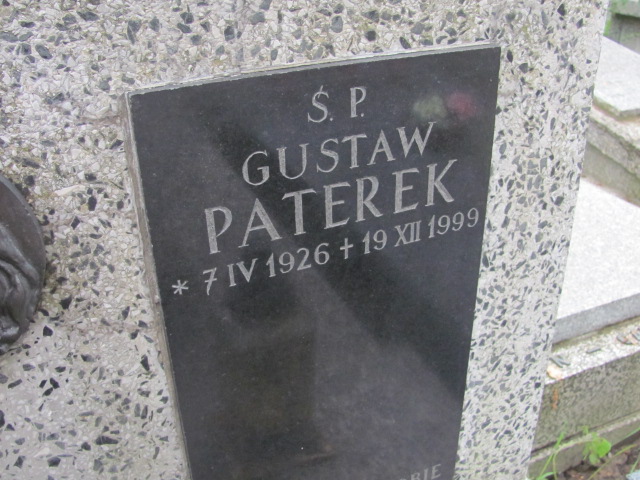 Ś. P.
GUSTAW
PATEREK
* 7 IV 1926 + 19 XII 1999